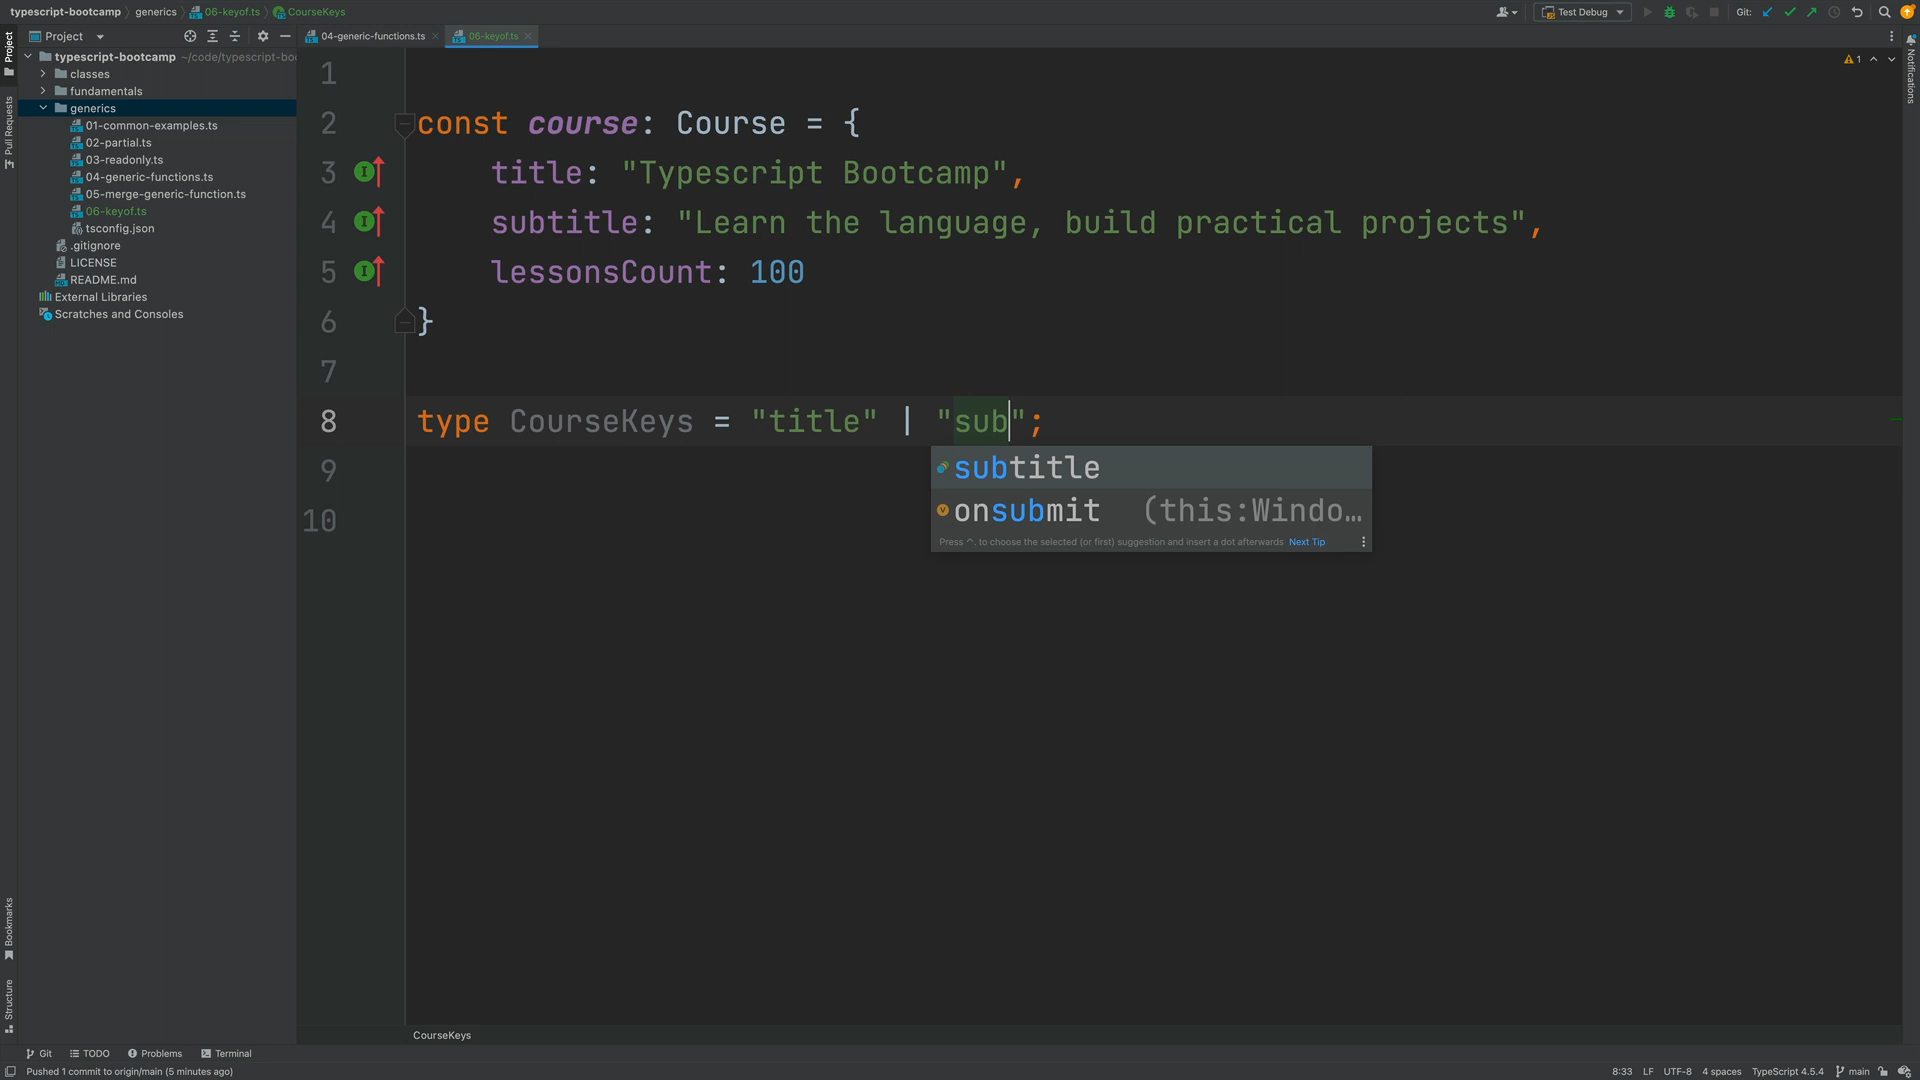 typescript-bootcamp generics 06-keyof.ts CourseKeys
Test Debug Git:
Project
04-generic-functions.ts 06-keyof.ts
Project
Pull Requests
Bookmarks
Structure
Notifications
typescript-bootcamp ~/code/typescript-boo
classes
fundamentals
generics
01-common-examples.ts
02-partial.ts
03-readonly.ts
04-generic-functions.ts
05-merge-generic-function.ts
06-keyof.ts
tsconfig.json
.gitignore
LICENSE
README.md
External Libraries
Scratches and Consoles
1
1
2 const course: Course = {
3 title: "Typescript Bootcamp",
4 subtitle: "Learn the language, build practical projects",
5 lessonsCount: 100
6 }
7
8 type CourseKeys = "title" | "sub";
9
10
subtitle
onsubmit (this:Windo…
Press ^. to choose the selected (or first) suggestion and insert a dot afterwards Next Tip
CourseKeys
Git TODO Problems Terminal
Pushed 1 commit to origin/main (5 minutes ago)
8:33 LF UTF-8 4 spaces TypeScript 4.5.4 main